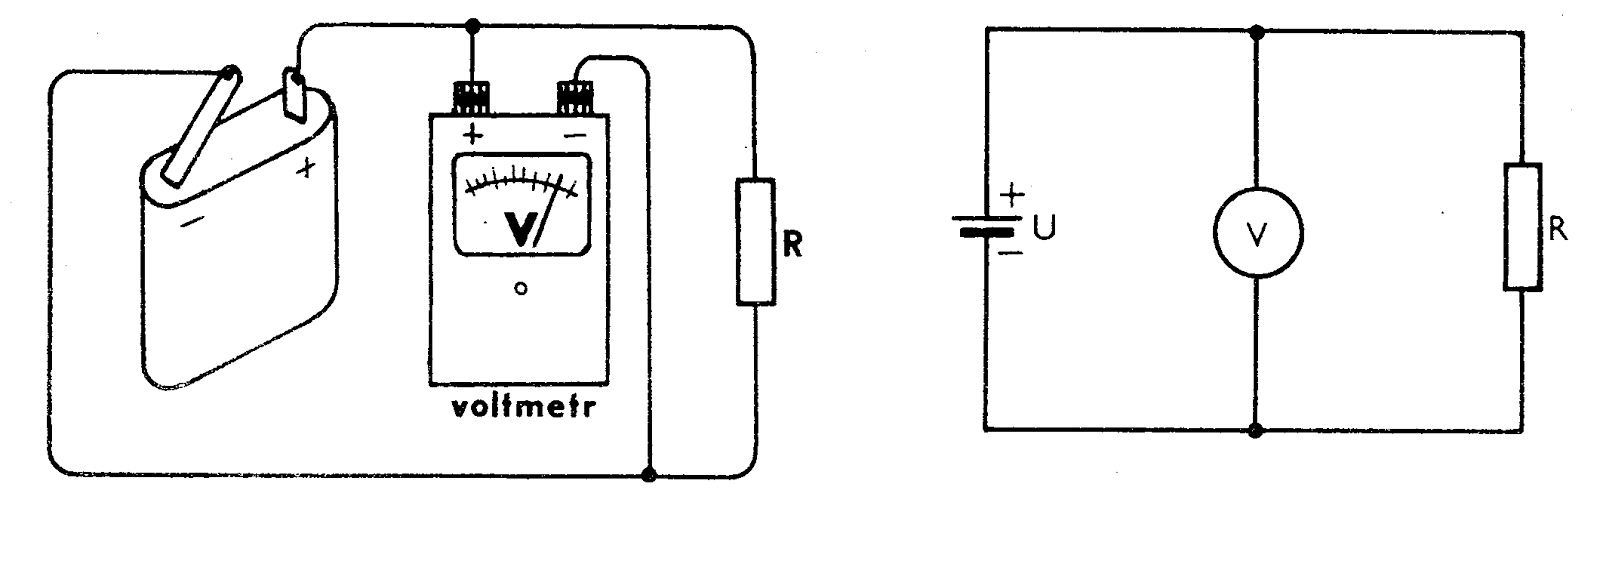 + −
+
−
V
R
voltmetr
+
U
−
V
R